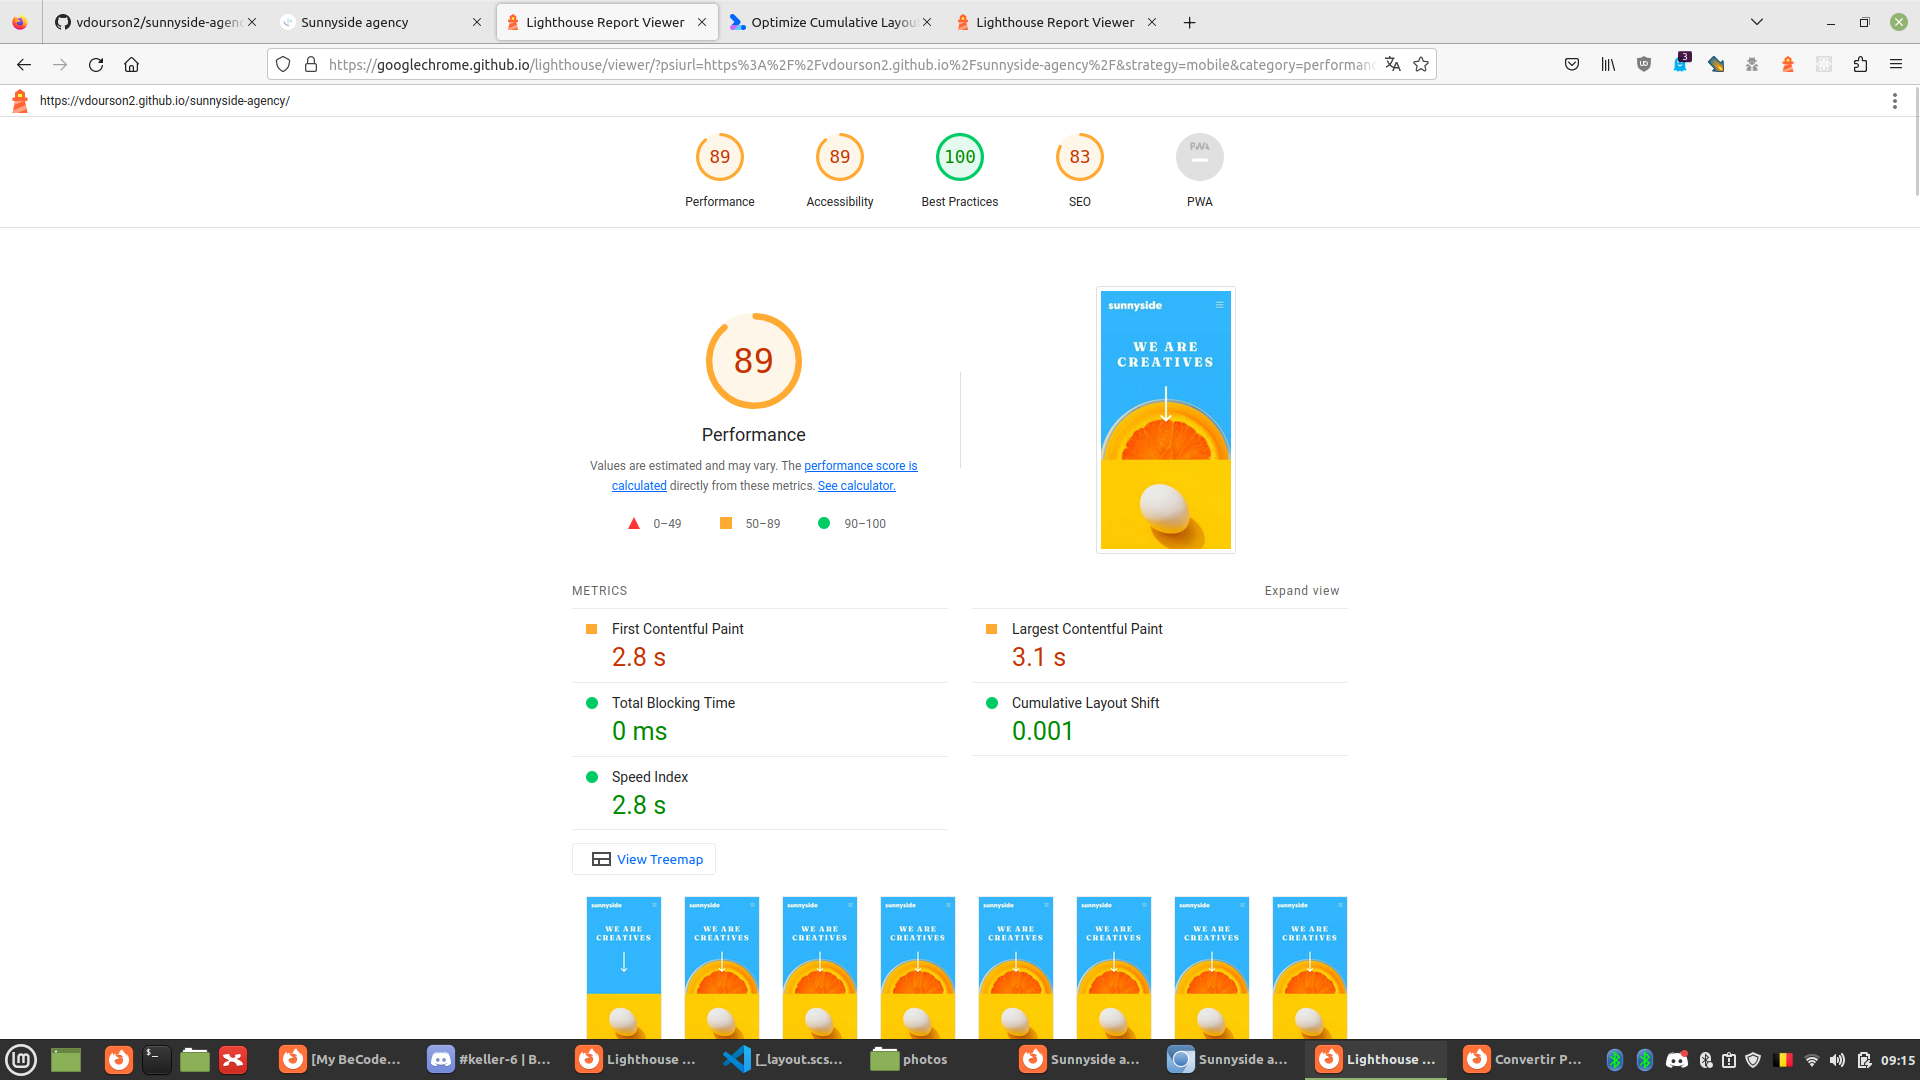 vdourson2/sunnyside-agen
Sunnyside agency
Lighthouse Report Viewer
Optimize Cumulative Layou
Lighthouse Report Viewer
https://googlechrome.github.io/lighthouse/viewer/?psiurl=https%3A%2F%2Fvdourson2.github.io%2Fsunnyside-agency%2F&strategy=mobile&category=performanc
3
https://vdourson2.github.io/sunnyside-agency/
89
89
100
83
PWA
Performance
Accessibility
Best Practices
SEO
PWA
89
Performance
Values are estimated and may vary. The performance score is
calculated directly from these metrics. See calculator.
0–49
50–89
90–100
sunnyside
WE ARE
CREATIVES
METRICS
Expand view
First Contentful Paint
2.8 s
Largest Contentful Paint
3.1 s
Total Blocking Time
0 ms
Cumulative Layout Shift
0.001
Speed Index
2.8 s
View Treemap
sunnyside
WE ARE
CREATIVES
sunnyside
WE ARE
CREATIVES
sunnyside
WE ARE
CREATIVES
sunnyside
WE ARE
CREATIVES
sunnyside
WE ARE
CREATIVES
sunnyside
WE ARE
CREATIVES
sunnyside
WE ARE
CREATIVES
sunnyside
WE ARE
CREATIVES
[My BeCode...
#keller-6 | B...
Lighthouse ...
[_layout.scs...
photos
Sunnyside a...
Sunnyside a...
Lighthouse ...
Convertir P...
09:15